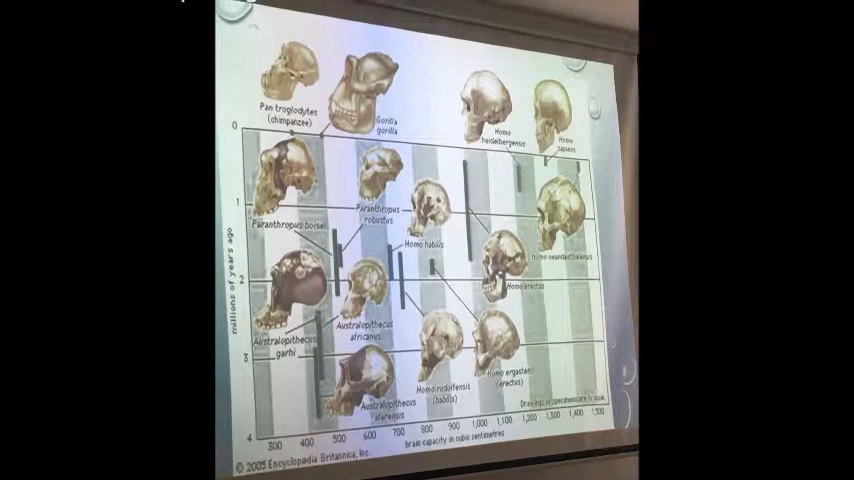 Pan troglodytes
(chimpanzee)
Gorilla
gorilla
Homo
heidelbergensis
Homo
sapiens
0
Paranthropus boisei
Paranthropus
robustus
1
Homo habilis
Homo neanderthalensis
Homo erectus
2
millions of years ago
Australopithecus
africanus
Australopithecus
garhi
3
Homo rudolfensis
(habilis)
Homo ergaster
(erectus)
Australopithecus
afarensis
Drawings of specimens not to scale.
4
300 400 500 600 700 800 900 1,000 1,100 1,200 1,300 1,400 1,500
brain capacity in cubic centimetres
© 2005 Encyclopædia Britannica, Inc.